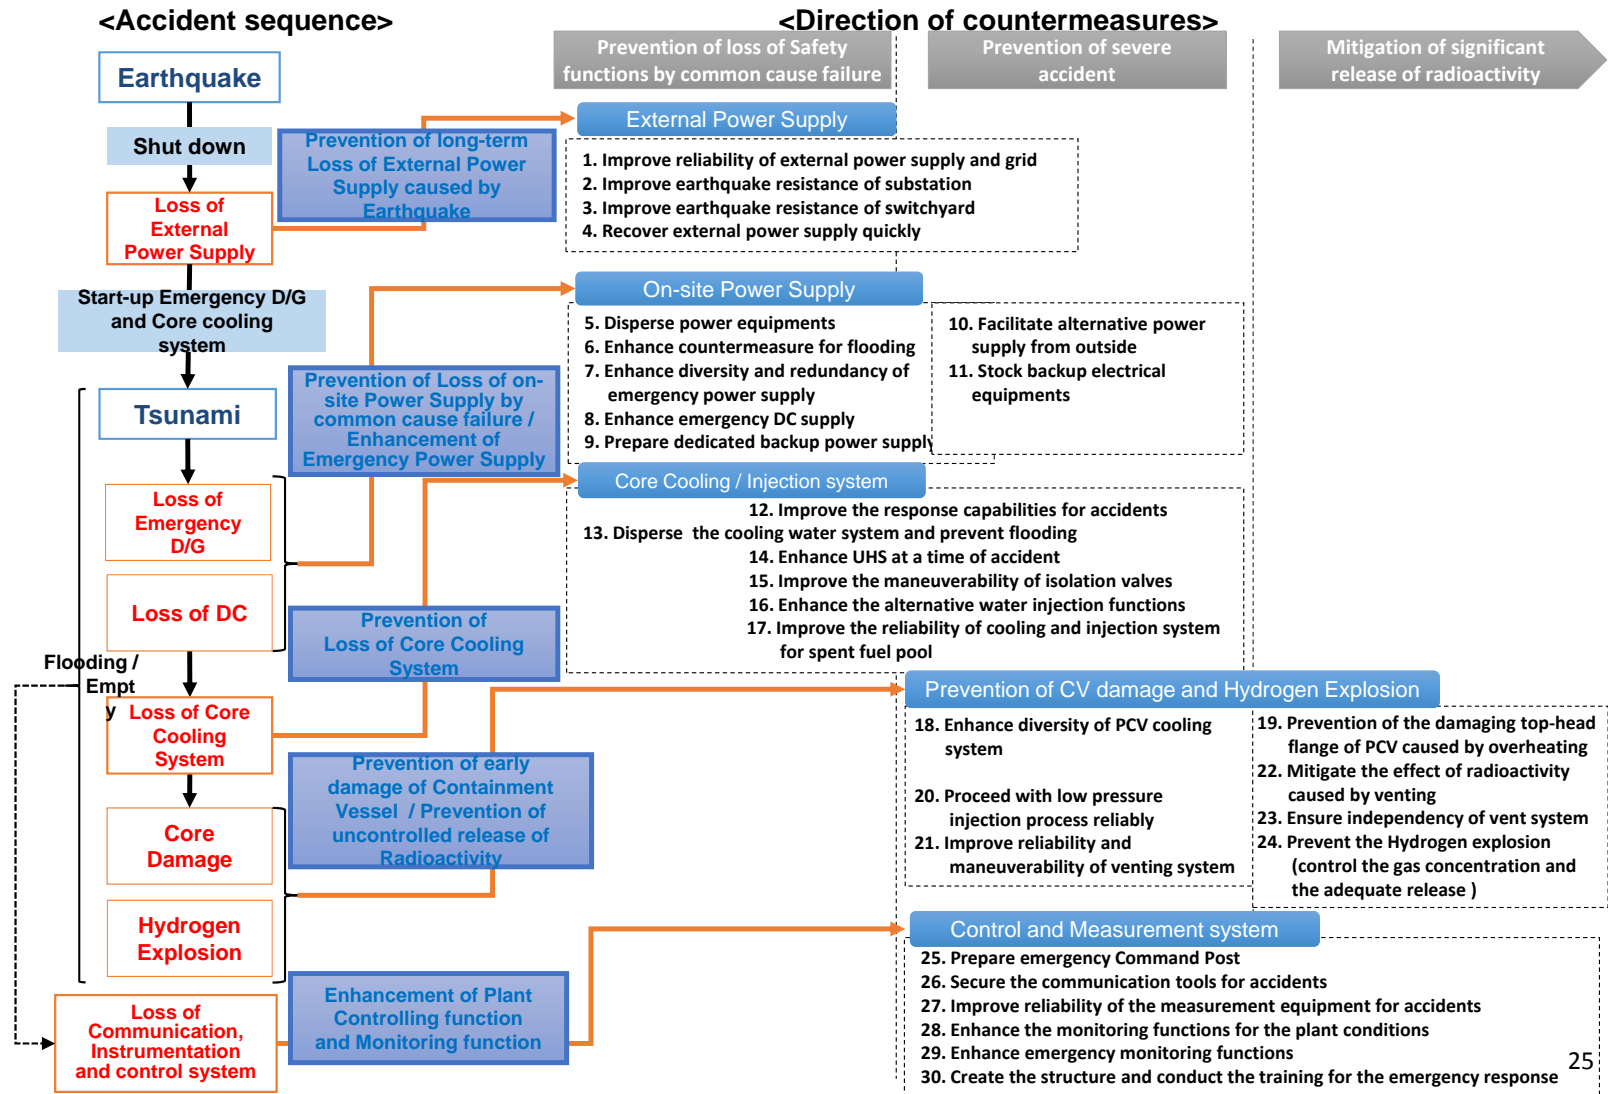 <Accident sequence>
<Direction of countermeasures>
Prevention of loss of Safety
functions by common cause failure
Prevention of severe
accident
Mitigation of significant
release of radioactivity
Earthquake
Shut down
Loss of
External
Power Supply
Start-up Emergency D/G
and Core cooling
system
Tsunami
Loss of
Emergency
D/G
Loss of DC
Flooding /
Empt
y
Loss of Core
Cooling
System
Core
Damage
Hydrogen
Explosion
Loss of
Communication,
Instrumentation
and control system
Prevention of long-term
Loss of External Power
Supply caused by
Earthquake
Prevention of Loss of on-
site Power Supply by
common cause failure /
Enhancement of
Emergency Power Supply
Prevention of
Loss of Core Cooling
System
Prevention of early
damage of Containment
Vessel / Prevention of
uncontrolled release of
Radioactivity
Enhancement of Plant
Controlling function
and Monitoring function
External Power Supply
1. Improve reliability of external power supply and grid
2. Improve earthquake resistance of substation
3. Improve earthquake resistance of switchyard
4. Recover external power supply quickly
On-site Power Supply
5. Disperse power equipments
6. Enhance countermeasure for flooding
7. Enhance diversity and redundancy of
emergency power supply
8. Enhance emergency DC supply
9. Prepare dedicated backup power supply
10. Facilitate alternative power
supply from outside
11. Stock backup electrical
equipments
Core Cooling / Injection system
12. Improve the response capabilities for accidents
13. Disperse the cooling water system and prevent flooding
14. Enhance UHS at a time of accident
15. Improve the maneuverability of isolation valves
16. Enhance the alternative water injection functions
17. Improve the reliability of cooling and injection system
for spent fuel pool
Prevention of CV damage and Hydrogen Explosion
18. Enhance diversity of PCV cooling
system
20. Proceed with low pressure
injection process reliably
21. Improve reliability and
maneuverability of venting system
19. Prevention of the damaging top-head
flange of PCV caused by overheating
22. Mitigate the effect of radioactivity
caused by venting
23. Ensure independency of vent system
24. Prevent the Hydrogen explosion
(control the gas concentration and
the adequate release )
Control and Measurement system
25. Prepare emergency Command Post
26. Secure the communication tools for accidents
27. Improve reliability of the measurement equipment for accidents
28. Enhance the monitoring functions for the plant conditions
29. Enhance emergency monitoring functions
30. Create the structure and conduct the training for the emergency response
25